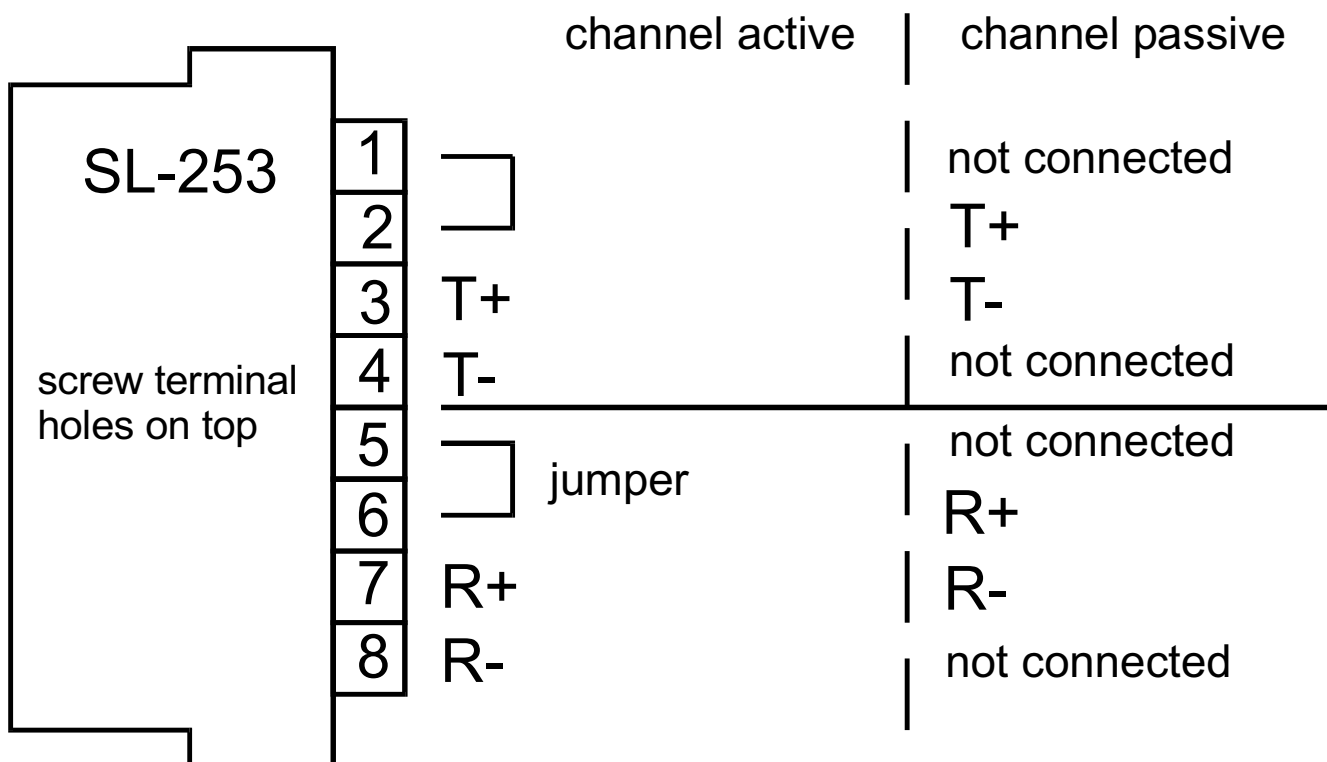 channel active
channel passive
SL-253
1
not connected
2
T+
3
T+
T-
screw terminal
holes on top
4
T-
not connected
5
not connected
jumper
6
R+
7
R+
R-
8
R-
not connected